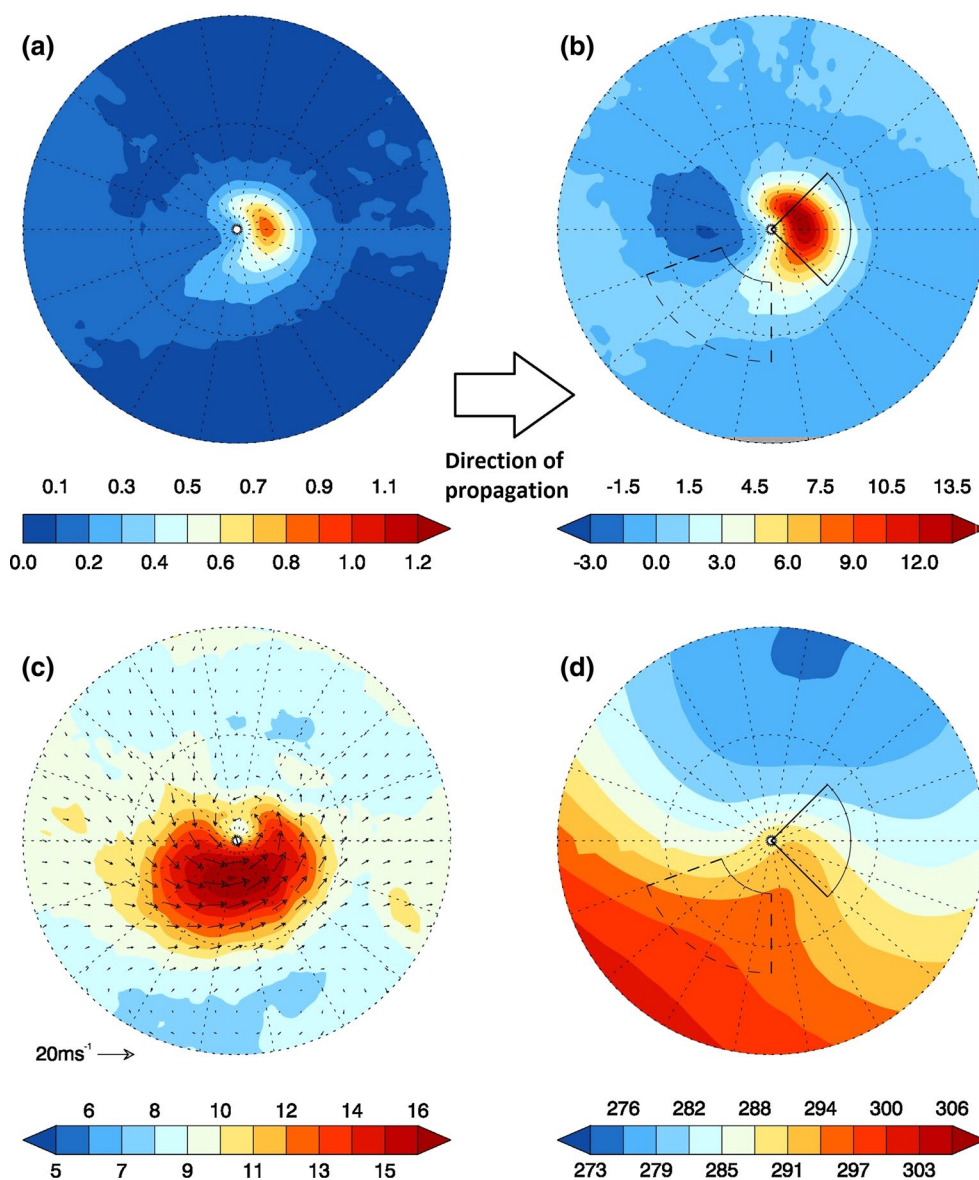 (a)
(b)
Direction of
propagation
0.1 0.3 0.5 0.7 0.9 1.1
0.0 0.2 0.4 0.6 0.8 1.0 1.2
-1.5 1.5 4.5 7.5 10.5 13.5
-3.0 0.0 3.0 6.0 9.0 12.0
(c)
(d)
20ms⁻¹
6 8 10 12 14 16
5 7 9 11 13 15
276 282 288 294 300 306
273 279 285 291 297 303